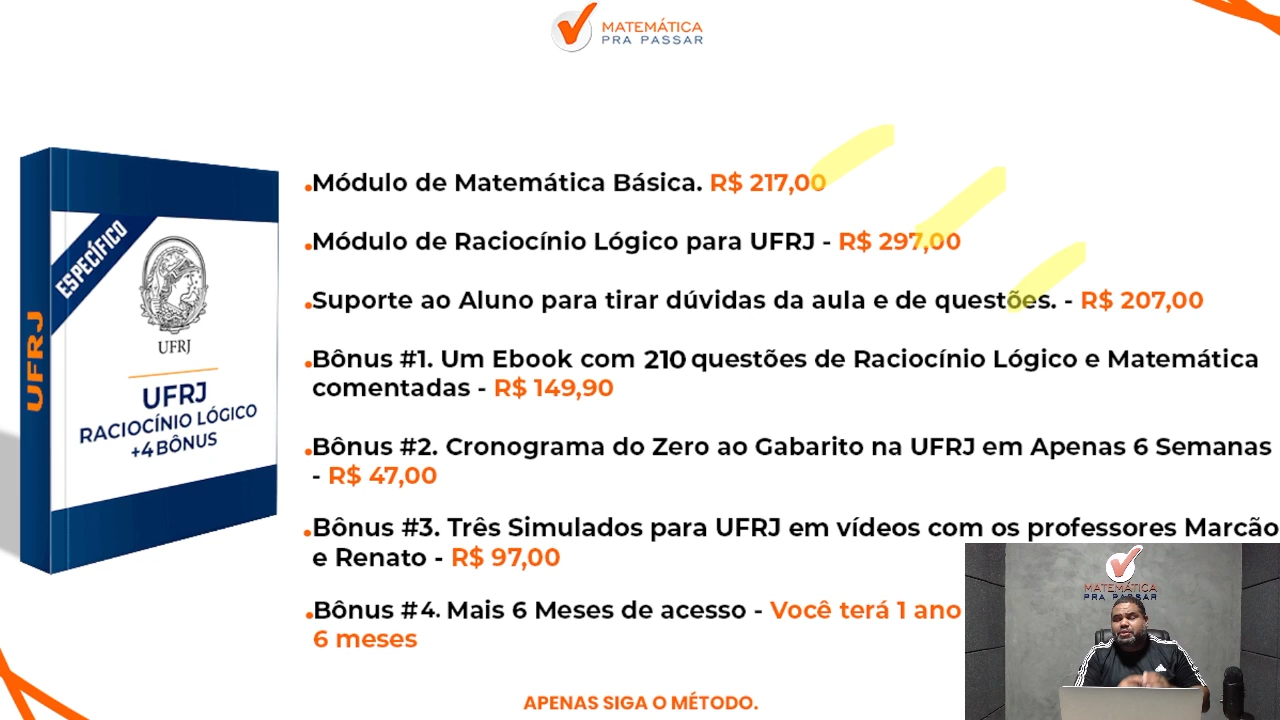 MATEMÁTICA
PRA PASSAR
•Módulo de Matemática Básica. R$ 217,00
•Módulo de Raciocínio Lógico para UFRJ - R$ 297,00
•Suporte ao Aluno para tirar dúvidas da aula e de questões. - R$ 207,00
•Bônus #1. Um Ebook com 210 questões de Raciocínio Lógico e Matemática
comentadas - R$ 149,90
•Bônus #2. Cronograma do Zero ao Gabarito na UFRJ em Apenas 6 Semanas
- R$ 47,00
•Bônus #3. Três Simulados para UFRJ em vídeos com os professores Marcão
e Renato - R$ 97,00
•Bônus #4. Mais 6 Meses de acesso - Você terá 1 ano
6 meses
ESPECÍFICO
UFRJ
UFRJ
UFRJ
RACIOCÍNIO LÓGICO
+4 BÔNUS
MATEMÁTICA
PRA PASSAR
APENAS SIGA O MÉTODO.